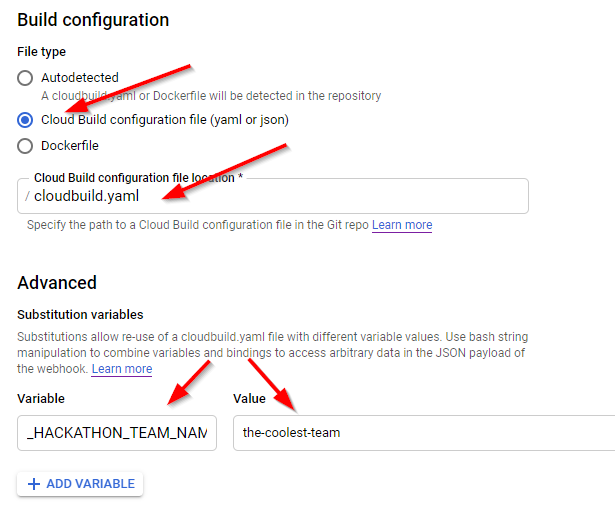 Build configuration
File type
Autodetected
A cloudbuild.yaml or Dockerfile will be detected in the repository
Cloud Build configuration file (yaml or json)
Dockerfile
Cloud Build configuration file location *
/ cloudbuild.yaml
Specify the path to a Cloud Build configuration file in the Git repo Learn more
Advanced
Substitution variables
Substitutions allow re-use of a cloudbuild.yaml file with different variable values. Use bash string
manipulation to combine variables and bindings to access arbitrary data in the JSON payload of
the webhook. Learn more
Variable Value
_HACKATHON_TEAM_NAM the-coolest-team
+ ADD VARIABLE